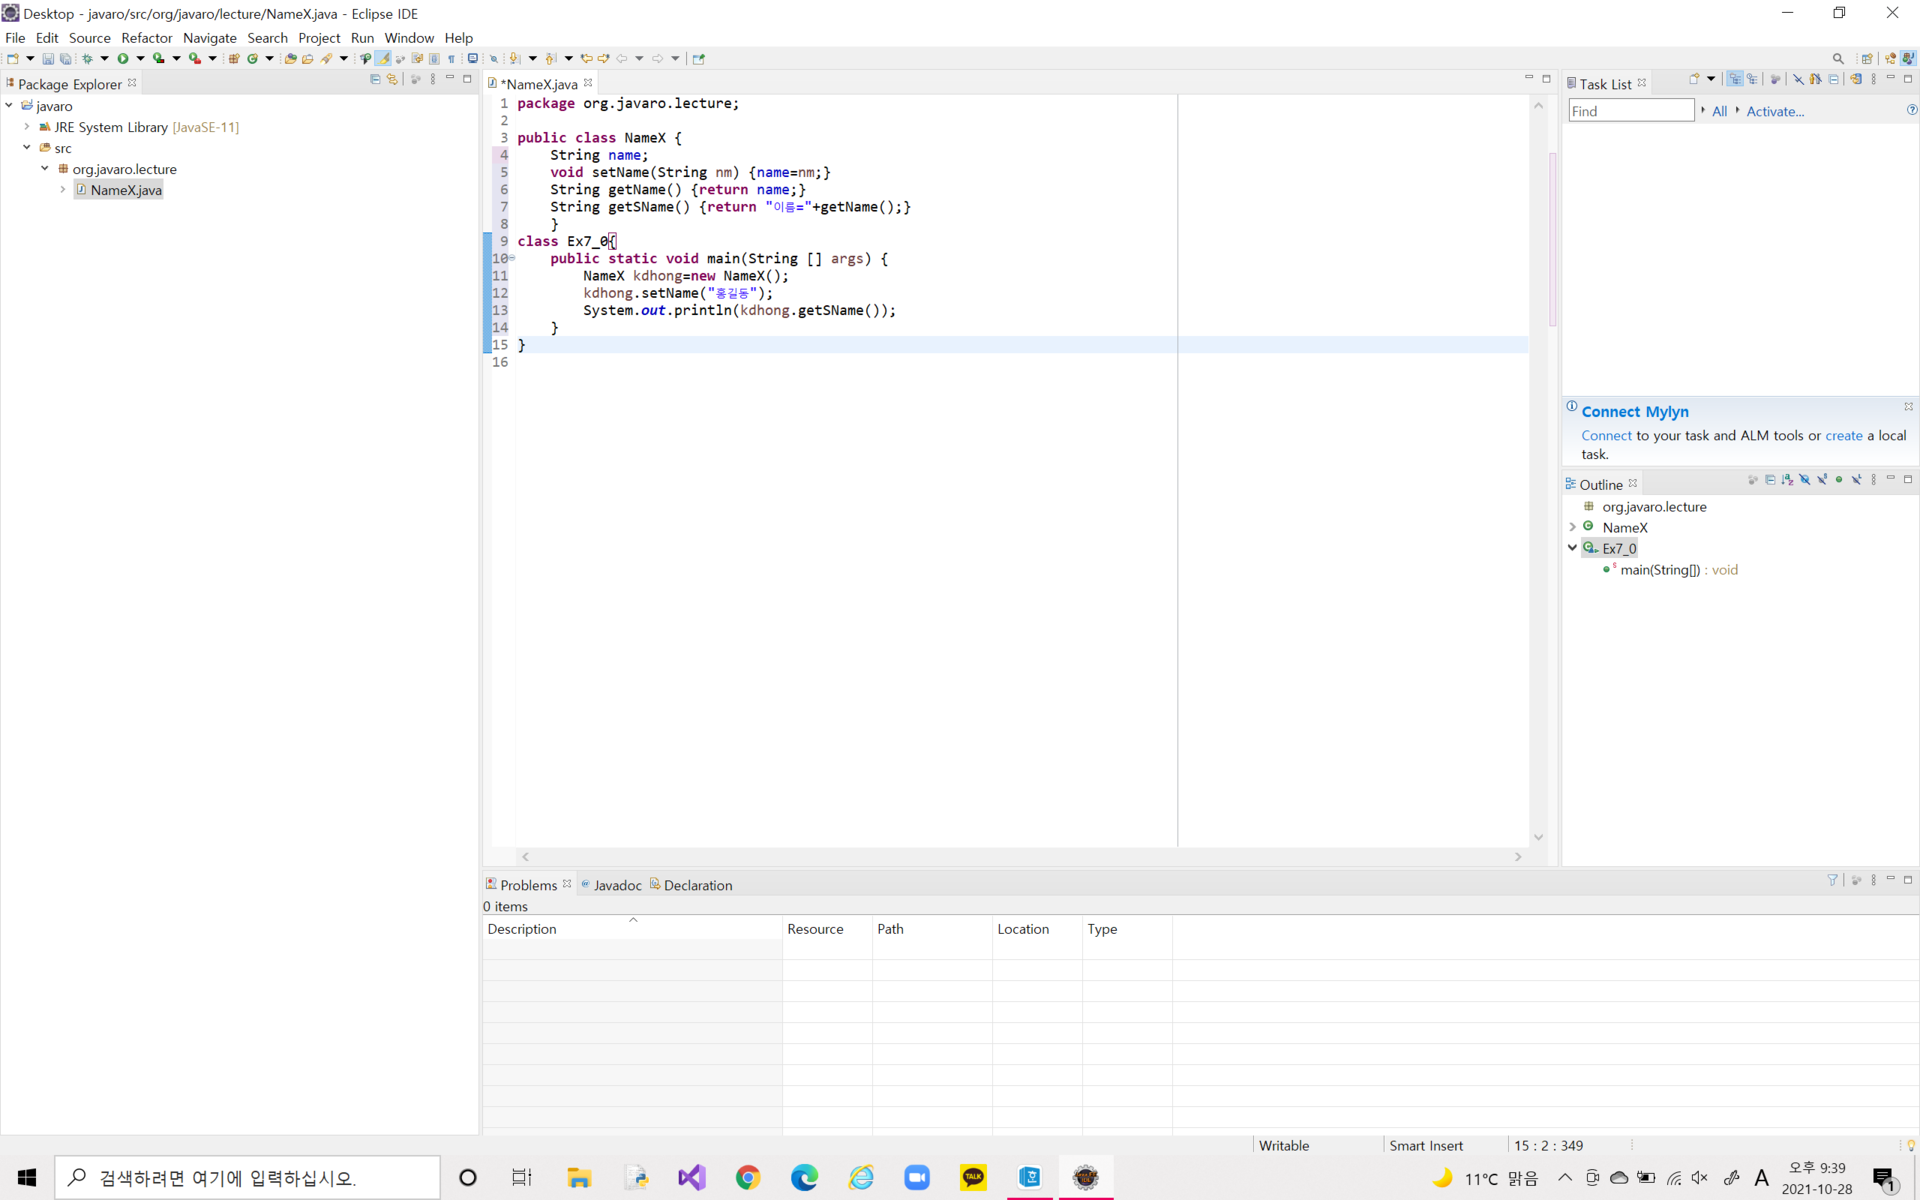 Desktop - javaro/src/org/javaro/lecture/NameX.java - Eclipse IDE
File Edit Source Refactor Navigate Search Project Run Window Help
Package Explorer
javaro
JRE System Library [JavaSE-11]
src
org.javaro.lecture
NameX.java
*NameX.java
1 package org.javaro.lecture;
2
3 public class NameX {
4 String name;
5 void setName(String nm) {name=nm;}
6 String getName() {return name;}
7 String getSName() {return "이름="+getName();}
8 }
9 class Ex7_0{
10 public static void main(String [] args) {
11 NameX kdhong=new NameX();
12 kdhong.setName("홍길동");
13 System.out.println(kdhong.getSName());
14 }
15 }
16
Task List
Find All Activate...
Connect Mylyn
Connect to your task and ALM tools or create a local
task.
Outline
org.javaro.lecture
NameX
Ex7_0
main(String[]) : void
Problems Javadoc Declaration
0 items
Description Resource Path Location Type
Writable Smart Insert 15 : 2 : 349
검색하려면 여기에 입력하십시오.
TALK
11°C 맑음
A
오후 9:39
2021-10-28
1